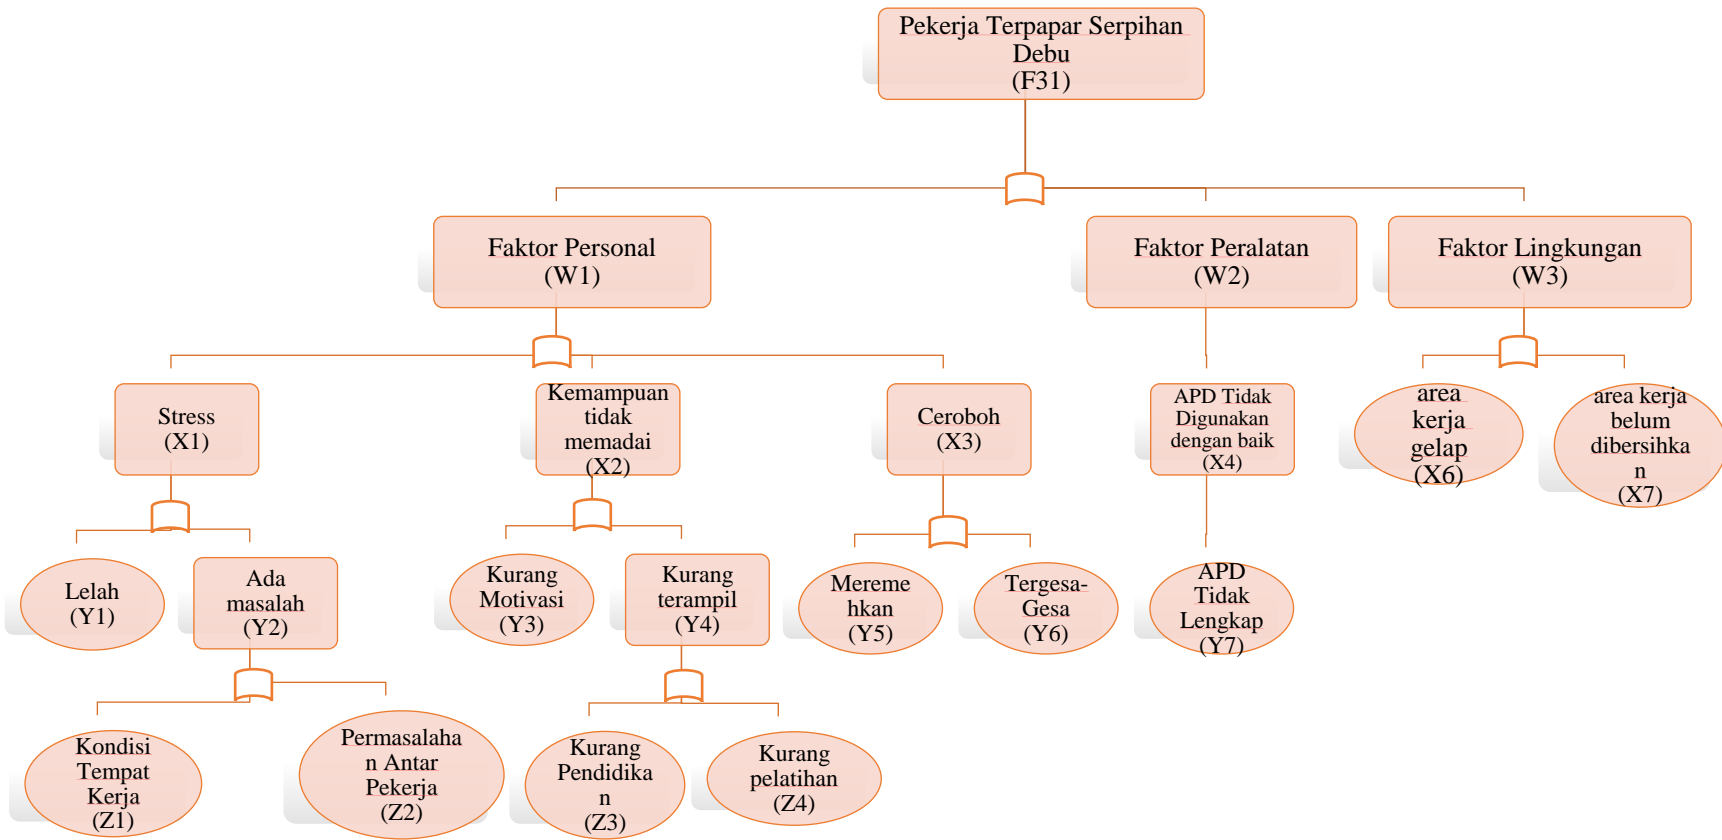 Pekerja Terpapar Serpihan
Debu
(F31)
Faktor Personal
(W1)
Faktor Peralatan
(W2)
Faktor Lingkungan
(W3)
Stress
(X1)
Kemampuan
tidak
memadai
(X2)
Ceroboh
(X3)
APD Tidak
Digunakan
dengan baik
(X4)
area
kerja
gelap
(X6)
area kerja
belum
dibersihka
n
(X7)
Lelah
(Y1)
Ada
masalah
(Y2)
Kurang
Motivasi
(Y3)
Kurang
terampil
(Y4)
Mereme
hkan
(Y5)
Tergesa-
Gesa
(Y6)
APD
Tidak
Lengkap
(Y7)
Kondisi
Tempat
Kerja
(Z1)
Permasalaha
n Antar
Pekerja
(Z2)
Kurang
Pendidika
n
(Z3)
Kurang
pelatihan
(Z4)